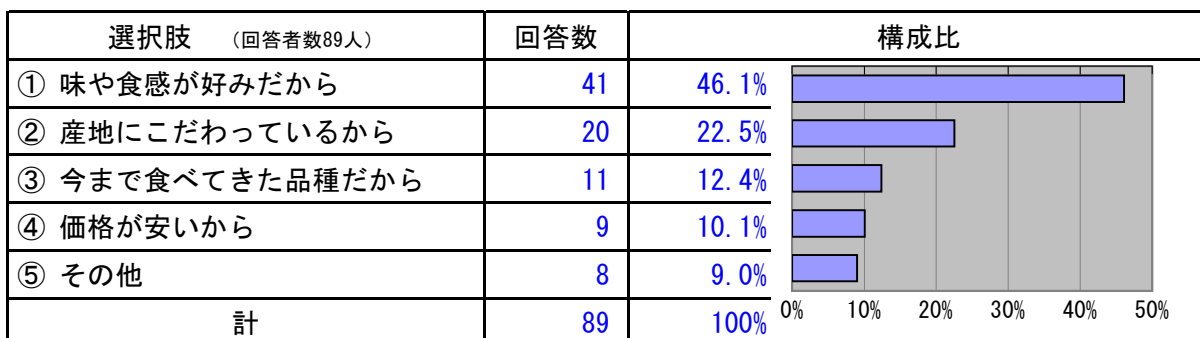 選択肢 （回答者数89人） 回答数 構成比
① 味や食感が好みだから 41 46.1%
② 産地にこだわっているから 20 22.5%
③ 今まで食べてきた品種だから 11 12.4%
④ 価格が安いから 9 10.1%
⑤ その他 8 9.0%
計 89 100%
0% 10% 20% 30% 40% 50%